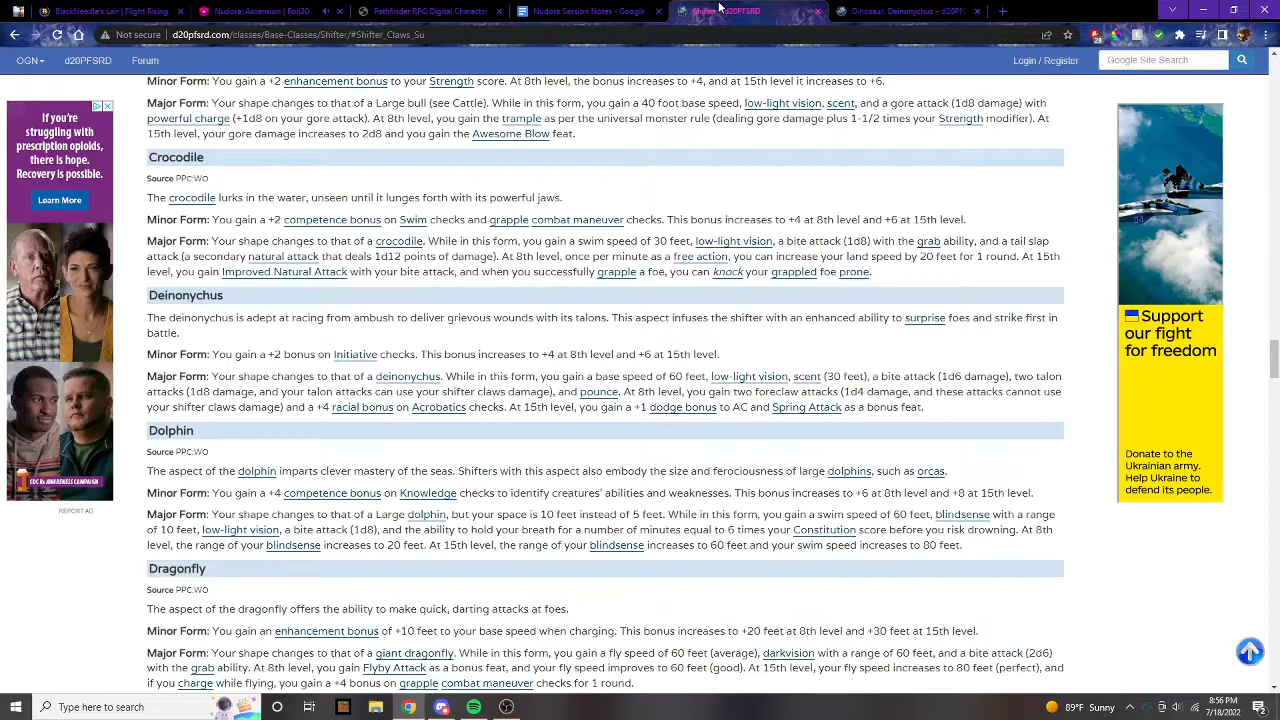 BlackNeedle's Lair | Flight Rising
Nudorai Ascension | Roll20
Pathfinder RPG Digital Character
Nudora Session Notes - Google
Shifter – d20PFSRD
Dinosaur, Deinonychus – d20PF
Not secure d20pfsrd.com/classes/Base-Classes/Shifter/#Shifter_Claws_Su
28
OGN d20PFSRD Forum
Login / Register
Google Site Search
Minor Form: You gain a +2 enhancement bonus to your Strength. At 8th level, the bonus increases to +4, and at 15th level it increases to +6.
Major Form: Your shape changes to that of a Large bull (see Cattle). While in this form, you gain a 40 foot base speed, low-light vision, scent, and a gore attack (1d8 damage) with
powerful charge (+1d8 on your gore attack). At 8th level you gain trample as per the universal monster rule (dealing gore damage plus 1-1/2 times your Strength modifier). At
15th level, your gore damage increases to 2d8 and you gain the Awesome Blow feat.
Crocodile
Source PPC:WO
The crocodile lurks in the water, unseen until it lunges forth with its powerful jaws.
Minor Form: You gain a +2 competence bonus on Swim checks and grapple combat maneuver checks. This bonus increases to +4 at 8th level and +6 at 15th level.
Major Form: Your shape changes to that of a crocodile. While in this form, you gain a swim speed of 30 feet, low-light vision, a bite attack (1d8) with the grab ability, and a tail slap
attack (a secondary natural attack that deals 1d12 points of damage). At 8th level, once per minute as a free action, you can increase your land speed by 20 feet for 1 round. At 15th
level, you gain Improved Natural Attack with your bite attack, and when you successfully grapple a foe, you can knock your grappled foe prone.
Deinonychus
The deinonychus is adept at racing from ambush to deliver grievous wounds with its talons. This aspect infuses the shifter with an enhanced ability to surprise foes and strike first in
battle.
Minor Form: You gain a +2 bonus on Initiative checks. That bonus increases to +4 at 8th level and +6 at 15th level.
Major Form: Your shape changes to that of a deinonychus. While in this form, you gain a base speed of 60 feet, low-light vision, scent (30 feet), a bite attack (1d6 damage), two talon
attacks (1d8 damage, and your talon attacks can use your shifter claws damage), and pounce. At 8th level, you gain two foreclaw attacks (1d4 damage, and these attacks cannot use
your shifter claws damage) and a +4 racial bonus on Acrobatics checks. At 15th level, you gain a +1 dodge bonus to AC and Spring Attack as a bonus feat.
Dolphin
Source PPC:WO
The aspect of the dolphin imparts clever mastery of the seas. Shifters with this aspect also embody the size and ferociousness of large dolphins, such as orcas.
Minor Form: You gain a +4 competence bonus on Knowledge checks to identify creatures' abilities and weaknesses. This bonus increases to +6 at 8th level and +8 at 15th level.
Major Form: Your shape changes to that of a Large dolphin, but your reach is 10 feet instead of 5 feet. While in this form, you gain a swim speed of 60 feet, blindsense with a range
of 10 feet, low-light vision, a bite attack (1d8), and the ability to hold your breath for a number of minutes equal to 6 times your Constitution score before you risk drowning. At 8th
level, the range of your blindsense increases to 20 feet. At 15th level, the range of your blindsense increases to 60 feet and your swim speed increases to 80 feet.
Dragonfly
Source PPC:WO
The aspect of the dragonfly offers the ability to make quick, darting attacks at foes.
Minor Form: You gain an enhancement bonus of +10 feet to your base speed when charging. This bonus increases to +20 feet at 8th level and +30 feet at 15th level.
Major Form: Your shape changes to that of a giant dragonfly. While in this form, you gain a fly speed of 60 feet (average), darkvision with a range of 60 feet, and a bite attack (2d6)
with the grab ability. At 8th level, you gain Flyby Attack as a bonus feat, and your fly speed improves to 60 feet (good). At 15th level, your fly speed increases to 80 feet (perfect), and
if you charge while flying, you gain a +4 bonus on grapple combat maneuver checks for 1 round.
If you're
struggling with
prescription opioids,
there is hope.
Recovery is possible.
Learn More
CDC Rx AWARENESS CAMPAIGN
REPORT AD
Support
our fight
for freedom
Donate to the
Ukrainian army.
Help Ukraine to
defend its people.
Type here to search
89°F Sunny
8:56 PM
7/18/2022
2